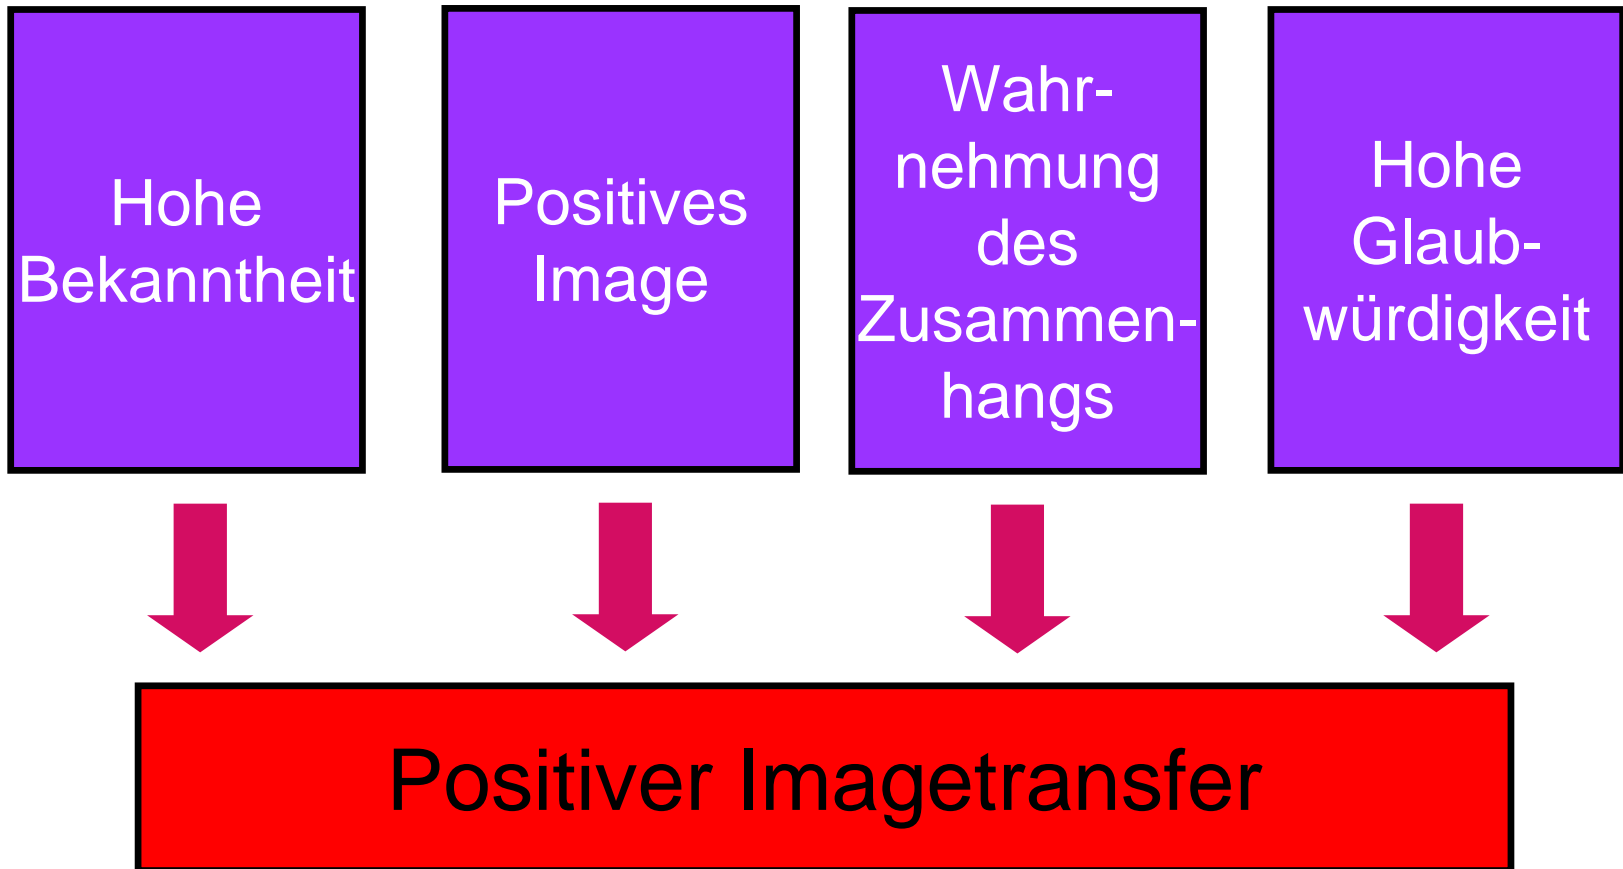 Hohe
Bekanntheit
Positives
Image
Wahr-
nehmung
des
Zusammen-
hangs
Hohe
Glaub-
würdigkeit
Positiver Imagetransfer